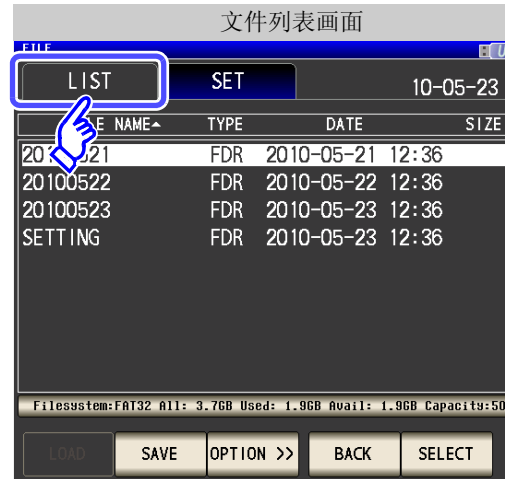 文件列表画面
FILE
LIST SET 10-05-23
NAME▲ TYPE DATE SIZE
FDR 2010-05-21 12:36
20100522 FDR 2010-05-22 12:36
20100523 FDR 2010-05-23 12:36
SETTING FDR 2010-05-23 12:36
Filesystem:FAT32 All: 3.7GB Used: 1.9GB Avail: 1.9GB Capacity:50
LOAD SAVE OPTION >> BACK SELECT